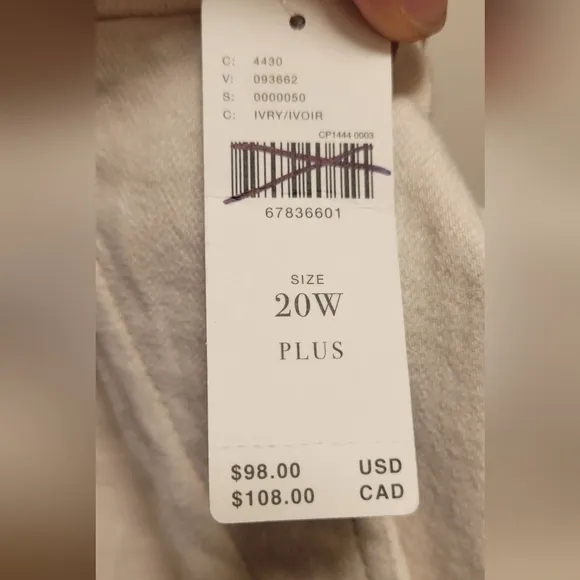 C: 4430
V: 093662
S: 0000050
C: IVRY/IVOIR
CP1444 0003
67836601
SIZE
20W
PLUS
$98.00 USD
$108.00 CAD